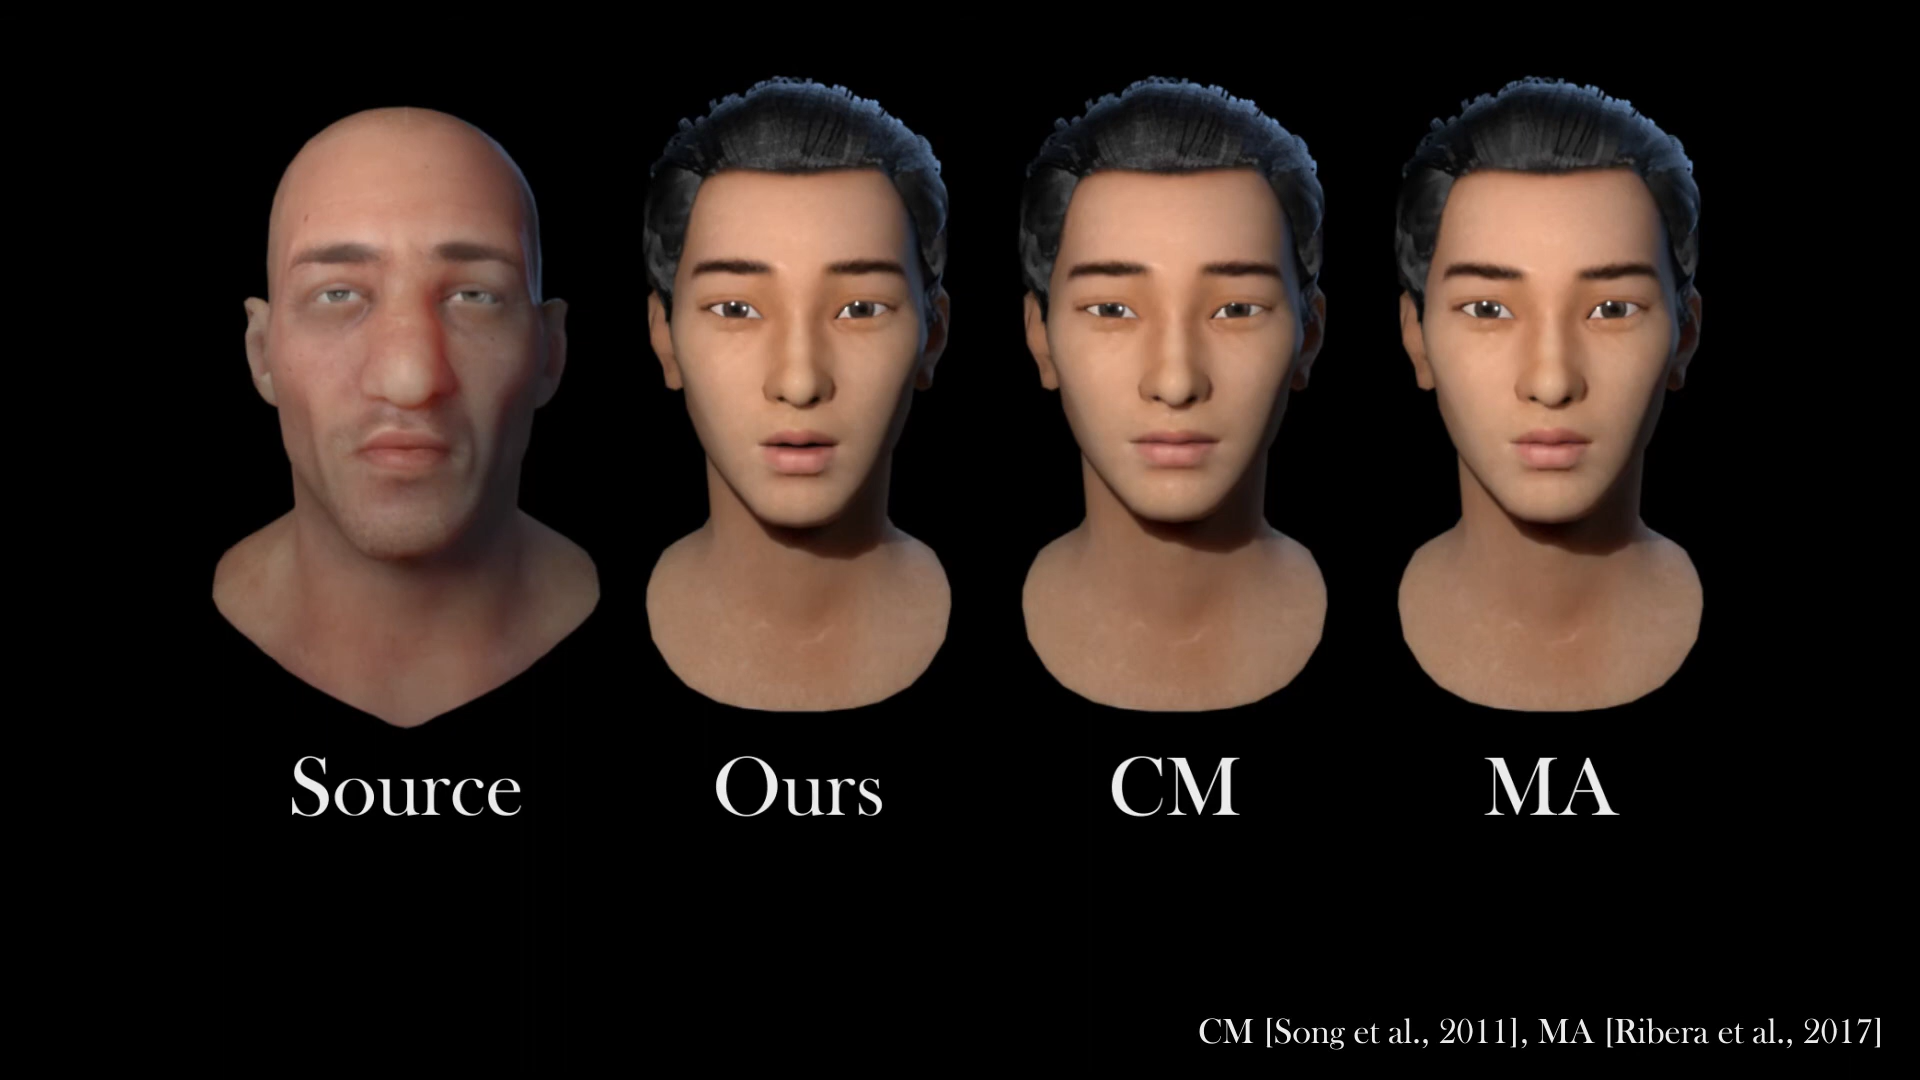 Source
Ours
CM
MA
CM [Song et al., 2011], MA [Ribera et al., 2017]